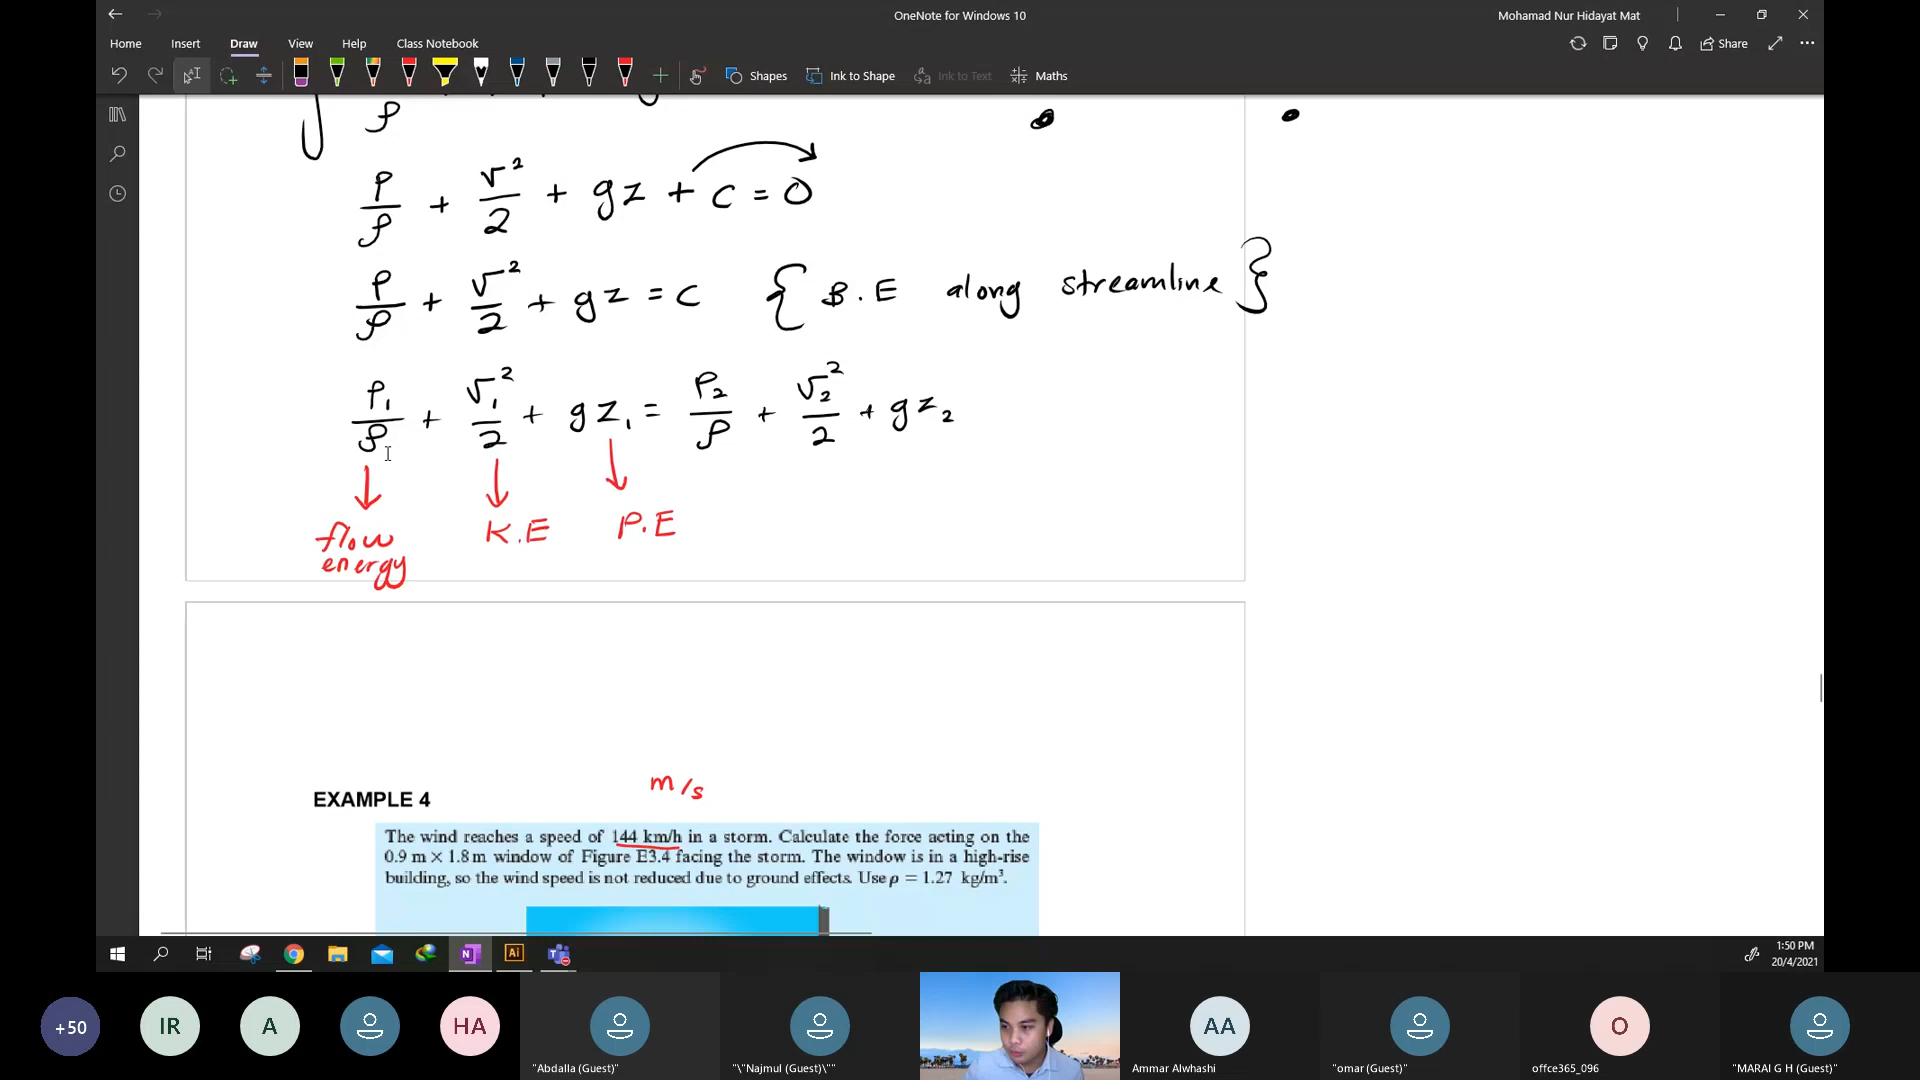 OneNote for Windows 10
Mohamad Nur Hidayat Mat
Home Insert Draw View Help Class Notebook
Share
Shapes Ink to Shape Ink to Text Maths
ρ
P/ρ + V²/2 + gz + C = 0
P/ρ + V²/2 + gz = C { B.E along streamline }
P₁/ρ + V₁²/2 + gz₁ = P₂/ρ + V₂²/2 + gz₂
flow energy
K.E
P.E
m/s
EXAMPLE 4
The wind reaches a speed of 144 km/h in a storm. Calculate the force acting on the
0.9 m × 1.8 m window of Figure E3.4 facing the storm. The window is in a high-rise
building, so the wind speed is not reduced due to ground effects. Use ρ = 1.27 kg/m³.
Ai
1:50 PM
20/4/2021
+50
IR
A
HA
AA
O
"Abdalla (Guest)"
"\"Najmul (Guest)\""
Ammar Alwhashi
"omar (Guest)"
offce365_096
"MARAI G H (Guest)"